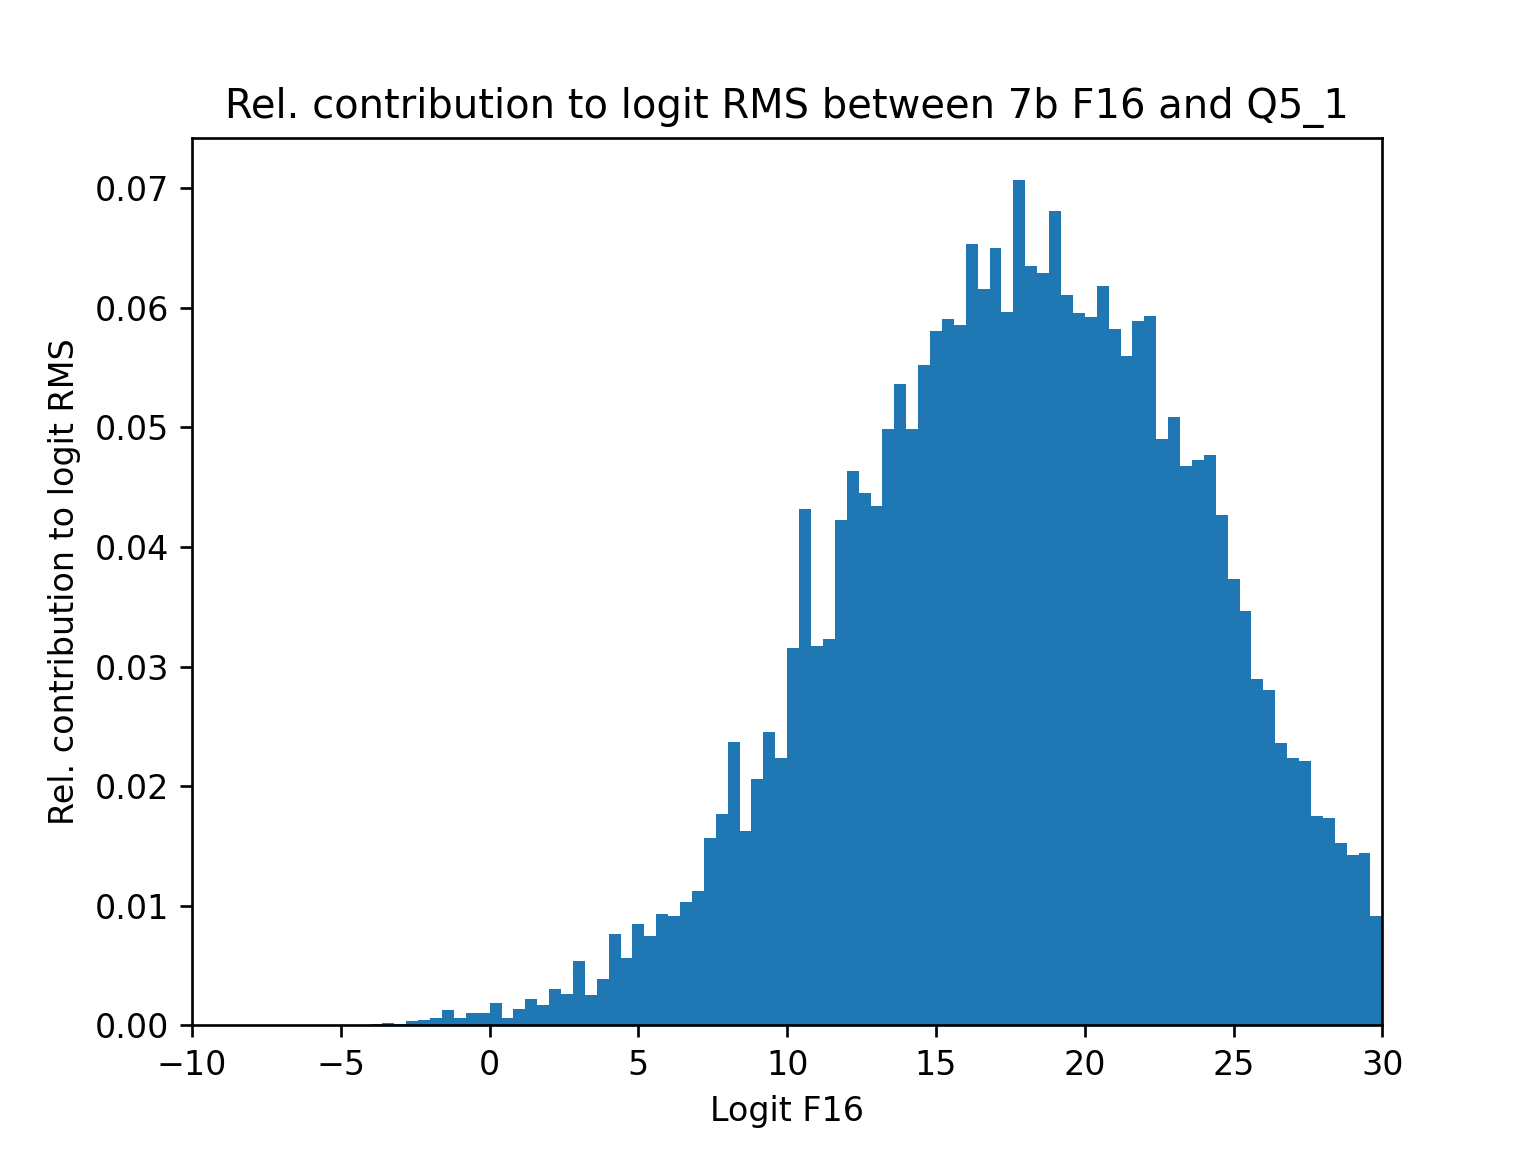 Rel. contribution to logit RMS between 7b F16 and Q5_1
0.07
0.06
0.05
0.04
0.03
0.02
0.01
0.00
Rel. contribution to logit RMS
−10 −5 0 5 10 15 20 25 30
Logit F16